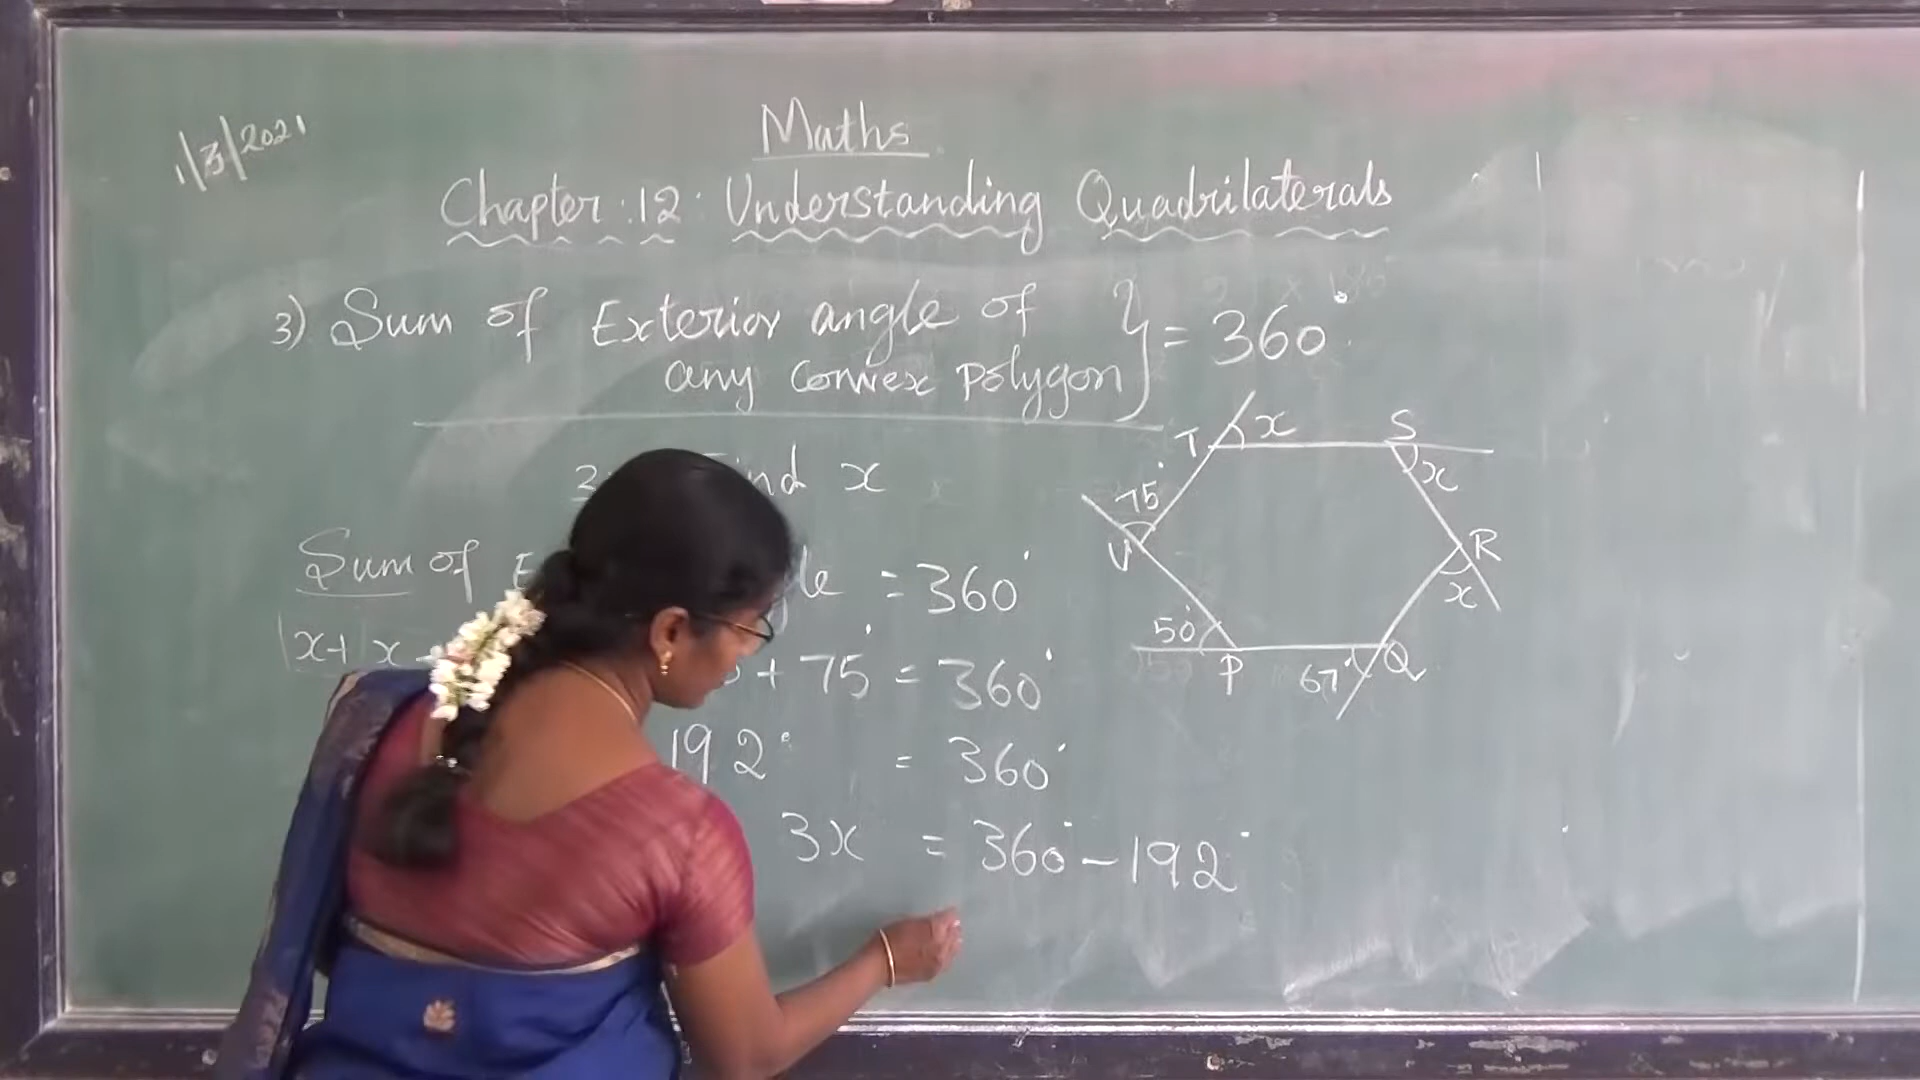 1/3/2021
Maths
Chapter: 12: Understanding Quadrilaterals
3) Sum of Exterior angle of
any convex polygon } = 360°
find x
Sum of = 360°
x + x + 75° = 360°
192° = 360°
3x = 360° - 192°
T x S
75° x
U R
x
50°
P 67° Q